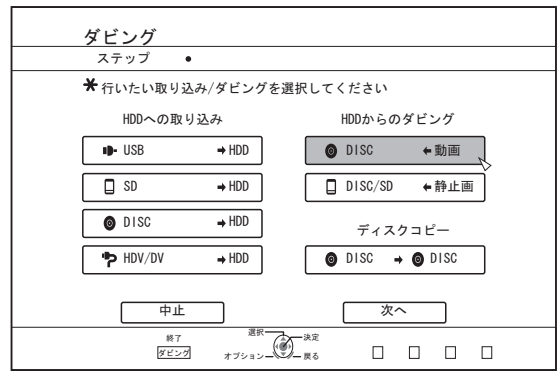 ダビング
ステップ ●
*行いたい取り込み/ダビングを選択してください
HDDへの取り込み
USB ➡HDD
SD ➡HDD
DISC ➡HDD
HDV/DV ➡HDD
HDDからのダビング
DISC ⬅動画
DISC/SD ⬅静止画
ディスクコピー
DISC ➡ DISC
中止
次へ
終了
ダビング
選択
決定
オプション
戻る